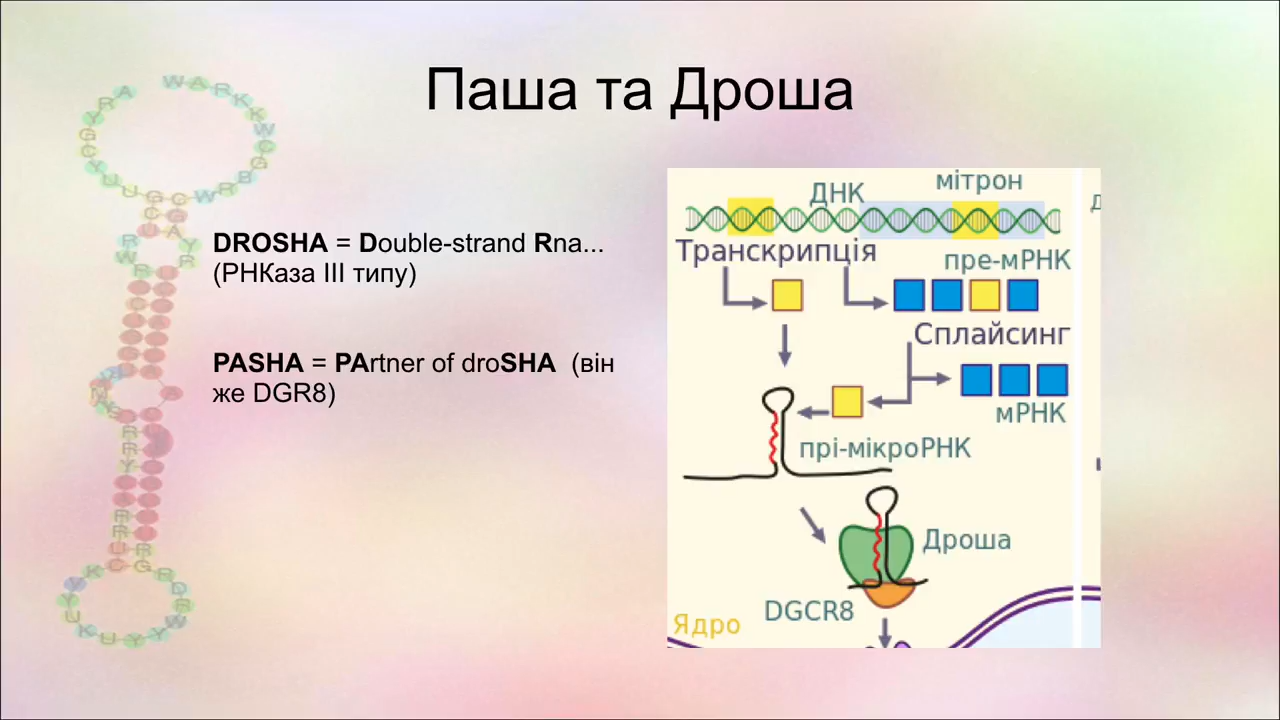 Паша та Дроша
DROSHA = Double-strand Rna...
(РНКаза III типу)
PASHA = PArtner of droSHA (він
же DGR8)
ДНК
мітрон
Транскрипція
пре-мРНК
Сплайсинг
мРНК
прі-мікроРНК
Дроша
DGCR8
Ядро